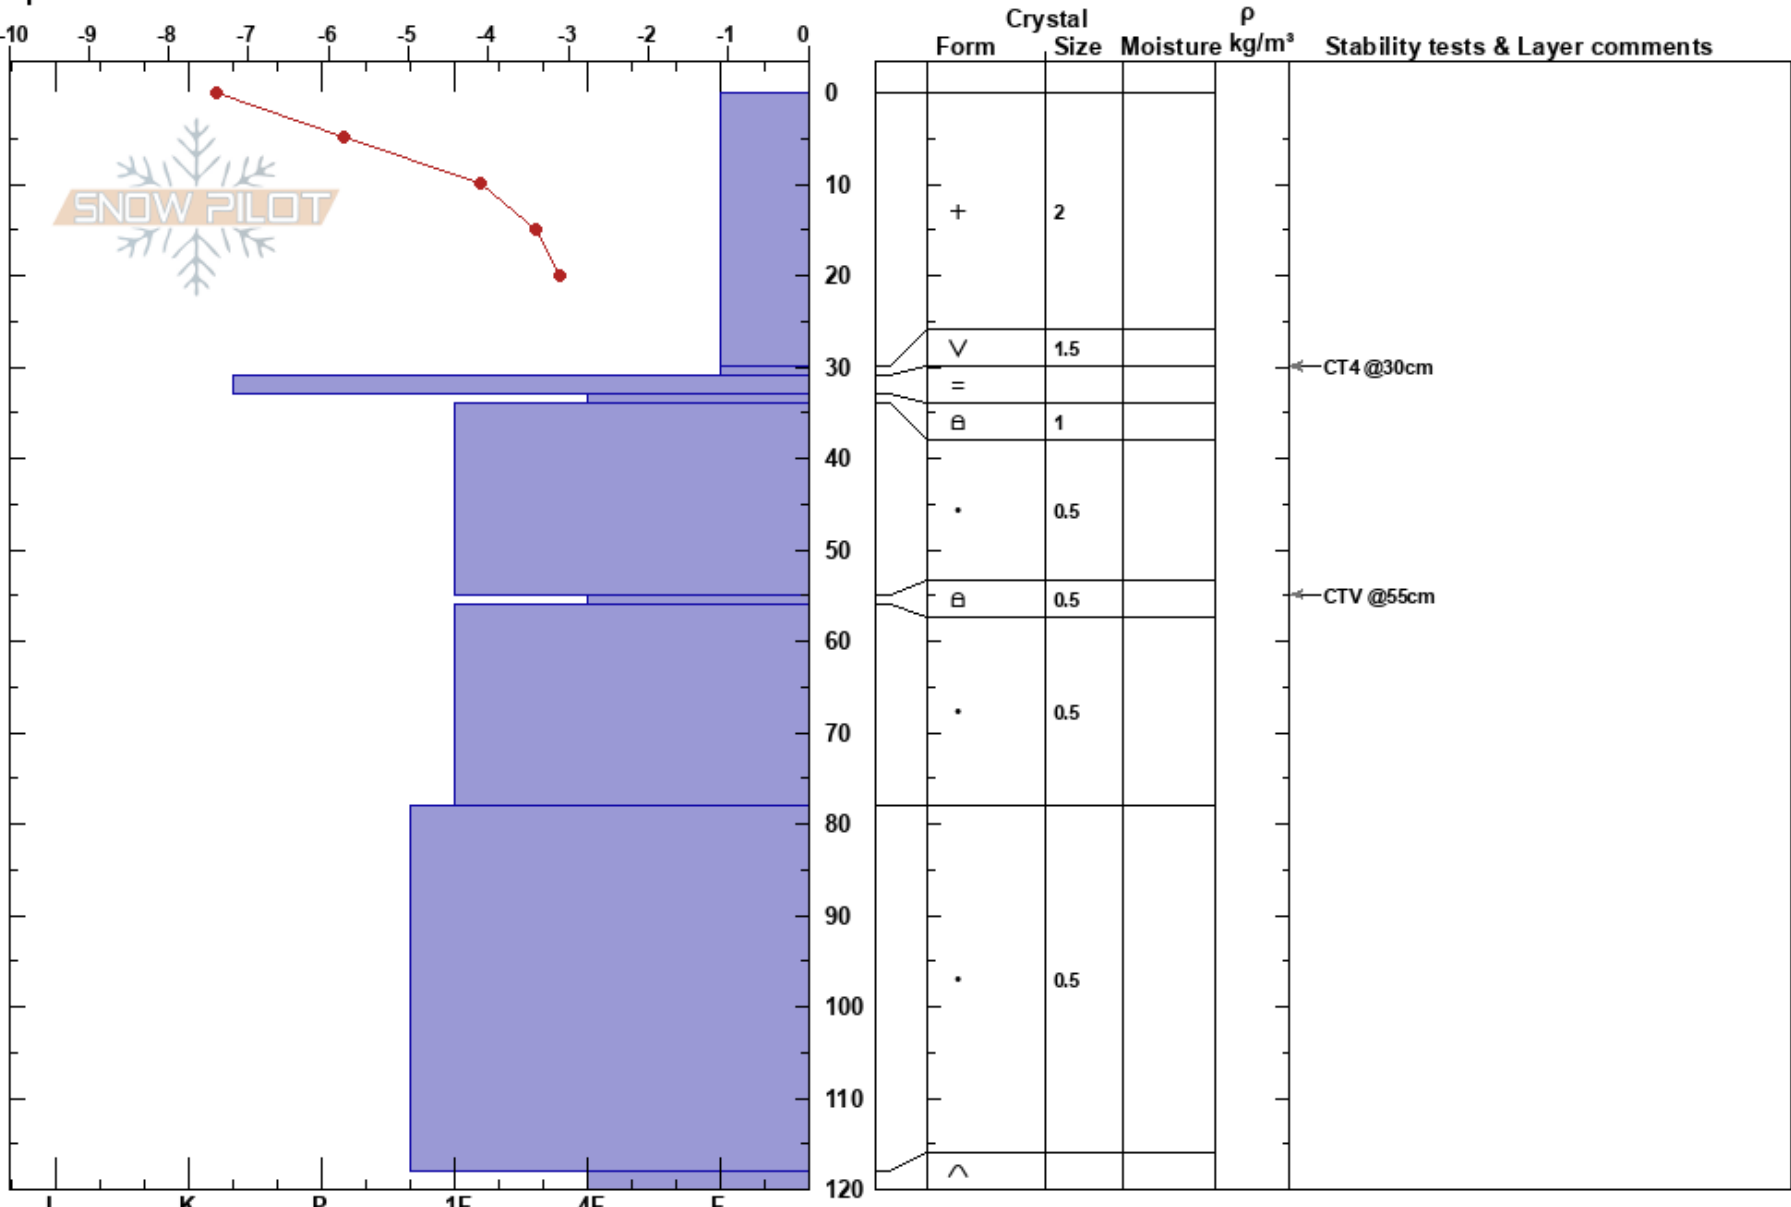 -10 -9 -8 -7 -6 -5 -4 -3 -2 -1 0
Crystal ρ
Form Size Moisture kg/m³ Stability tests & Layer comments
0
SNOW PILOT
10
+ 2
20
V 1.5
30 CT4 @30cm
=
1
40
• 0.5
50
0.5 CTV @55cm
60
• 0.5
70
80
90
• 0.5
100
110
120
I K P 1F 4F F